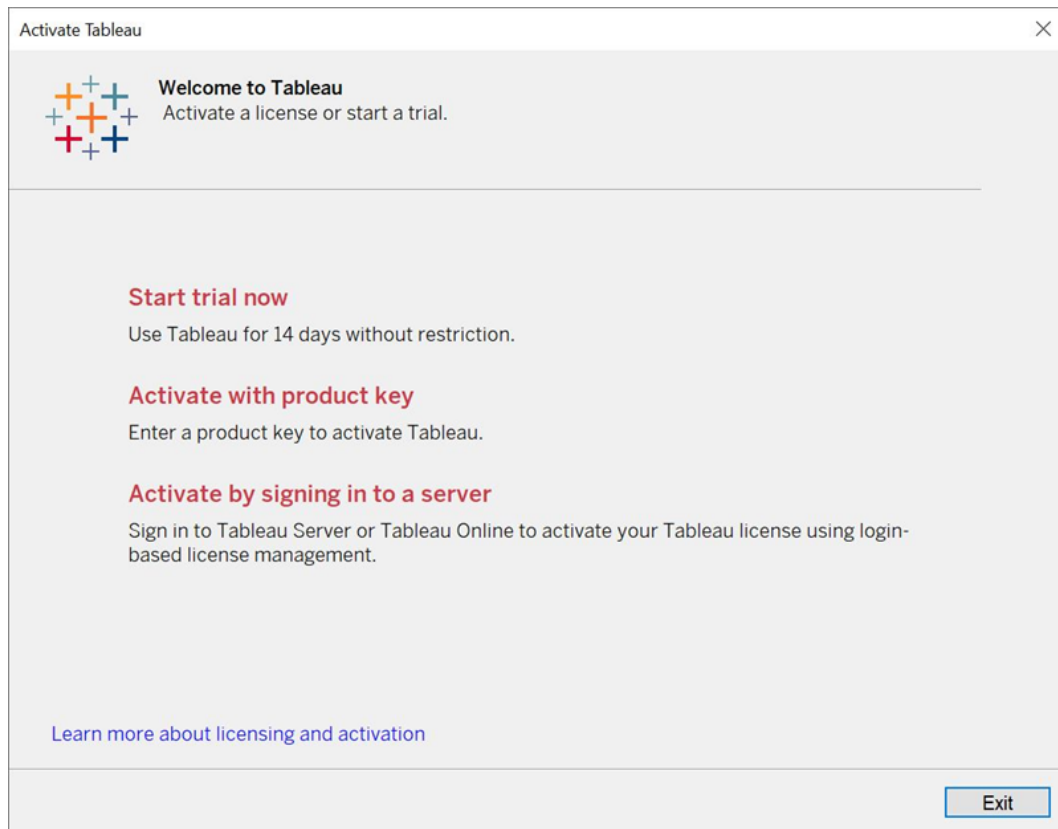 Activate Tableau
Welcome to Tableau
Activate a license or start a trial.
Start trial now
Use Tableau for 14 days without restriction.
Activate with product key
Enter a product key to activate Tableau.
Activate by signing in to a server
Sign in to Tableau Server or Tableau Online to activate your Tableau license using login-
based license management.
Learn more about licensing and activation
Exit